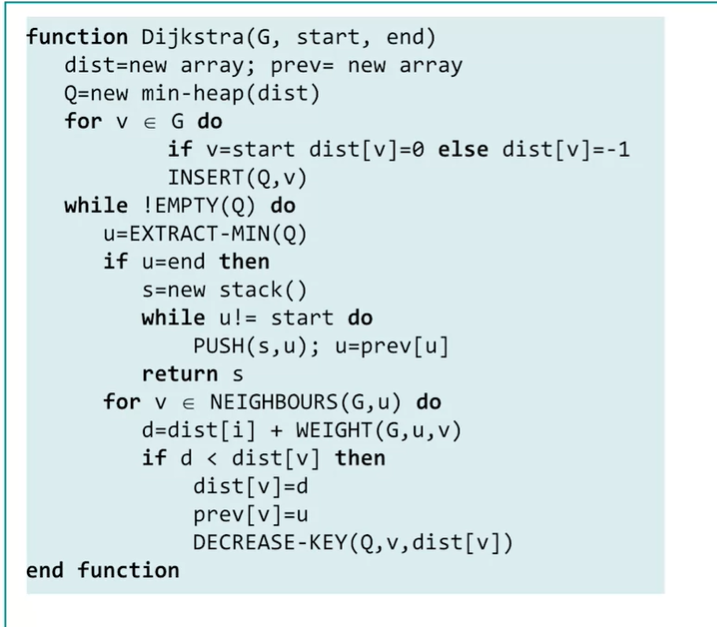 function Dijkstra(G, start, end)
dist=new array; prev= new array
Q=new min-heap(dist)
for v ∈ G do
if v=start dist[v]=0 else dist[v]=-1
INSERT(Q,v)
while !EMPTY(Q) do
u=EXTRACT-MIN(Q)
if u=end then
s=new stack()
while u!= start do
PUSH(s,u); u=prev[u]
return s
for v ∈ NEIGHBOURS(G,u) do
d=dist[i] + WEIGHT(G,u,v)
if d < dist[v] then
dist[v]=d
prev[v]=u
DECREASE-KEY(Q,v,dist[v])
end function